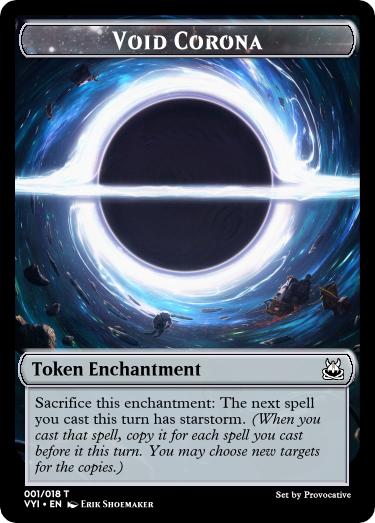 Void Corona
Token Enchantment
Sacrifice this enchantment: The next spell
you cast this turn has starstorm. (When you
cast that spell, copy it for each spell you cast
before it this turn. You may choose new targets
for the copies.)
001/018 T
VYI • EN Erik Shoemaker
Set by Provocative